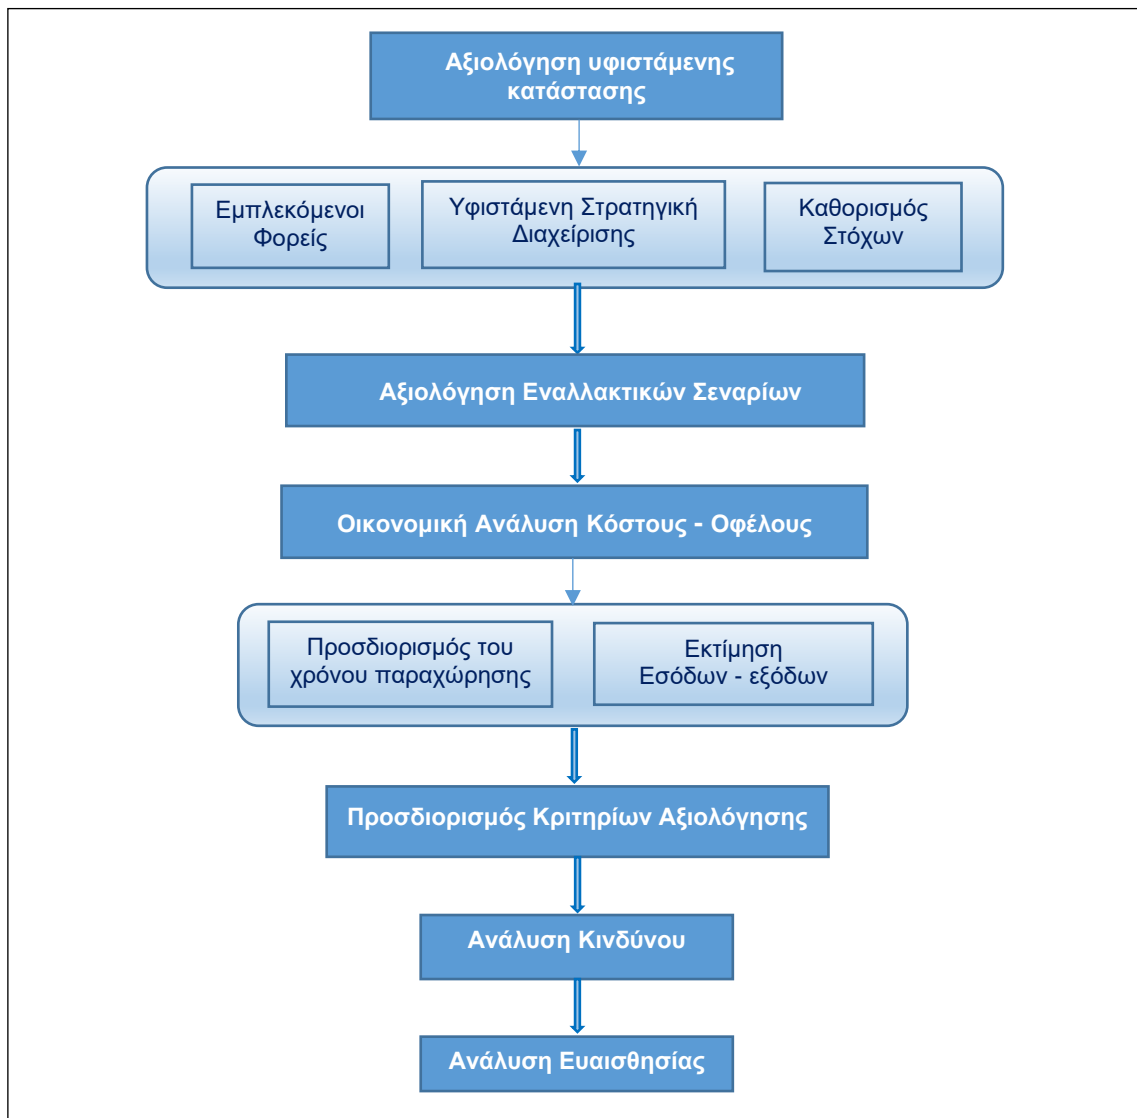 Αξιολόγηση υφιστάμενης
κατάστασης
Εμπλεκόμενοι
Φορείς
Υφιστάμενη Στρατηγική
Διαχείρισης
Καθορισμός
Στόχων
Αξιολόγηση Εναλλακτικών Σεναρίων
Οικονομική Ανάλυση Κόστους - Οφέλους
Προσδιορισμός του
χρόνου παραχώρησης
Εκτίμηση
Εσόδων - εξόδων
Προσδιορισμός Κριτηρίων Αξιολόγησης
Ανάλυση Κινδύνου
Ανάλυση Ευαισθησίας